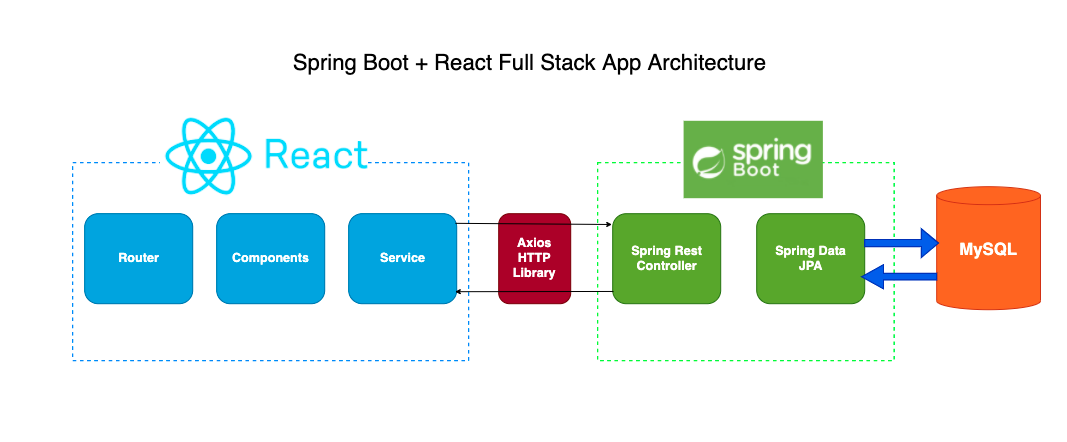 Spring Boot + React Full Stack App Architecture
React
spring
Boot
Router
Components
Service
Axios
HTTP
Library
Spring Rest
Controller
Spring Data
JPA
MySQL